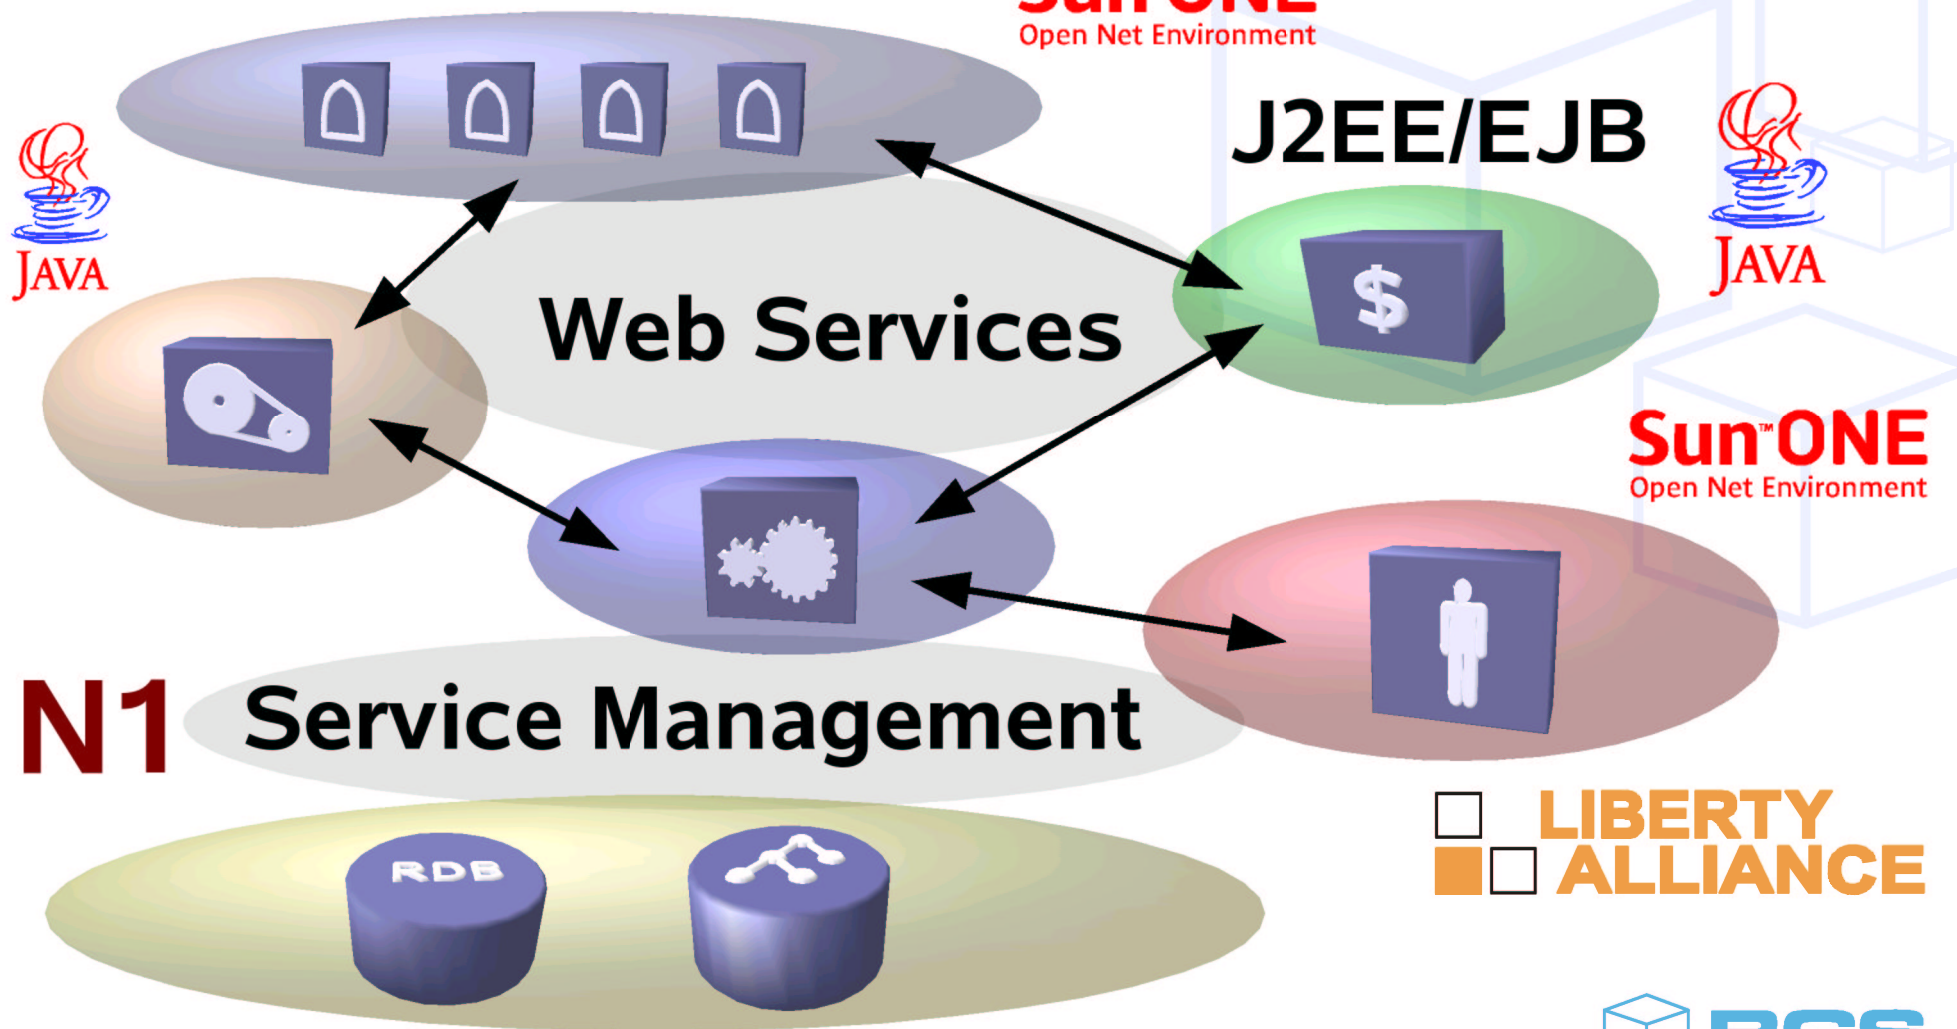 Sun ONE
Open Net Environment
J2EE/EJB
JAVA
JAVA
Web Services
$
Sun™ONE
Open Net Environment
N1
Service Management
RDB
LIBERTY
ALLIANCE